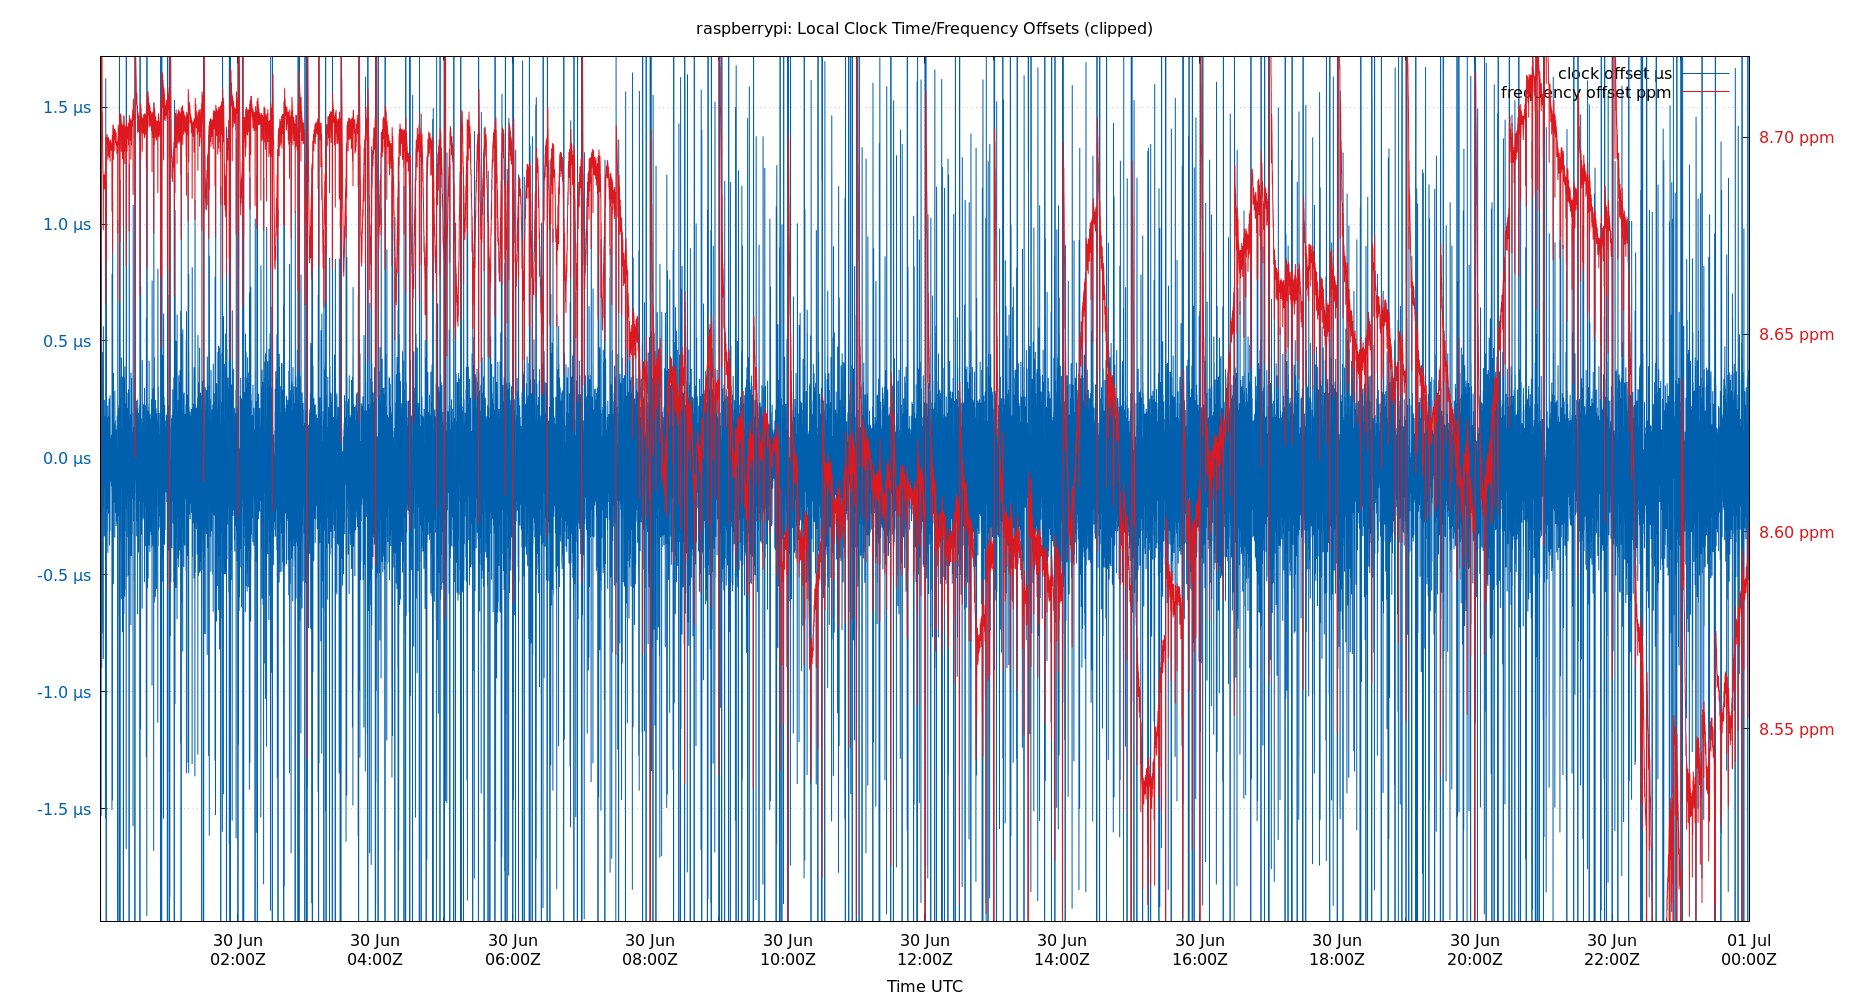 raspberrypi: Local Clock Time/Frequency Offsets (clipped)
clock offset µs
frequency offset ppm
1.5 µs
1.0 µs
0.5 µs
0.0 µs
-0.5 µs
-1.0 µs
-1.5 µs
8.70 ppm
8.65 ppm
8.60 ppm
8.55 ppm
30 Jun 30 Jun 30 Jun 30 Jun 30 Jun 30 Jun 30 Jun 30 Jun 30 Jun 30 Jun 30 Jun 01 Jul
02:00Z 04:00Z 06:00Z 08:00Z 10:00Z 12:00Z 14:00Z 16:00Z 18:00Z 20:00Z 22:00Z 00:00Z
Time UTC